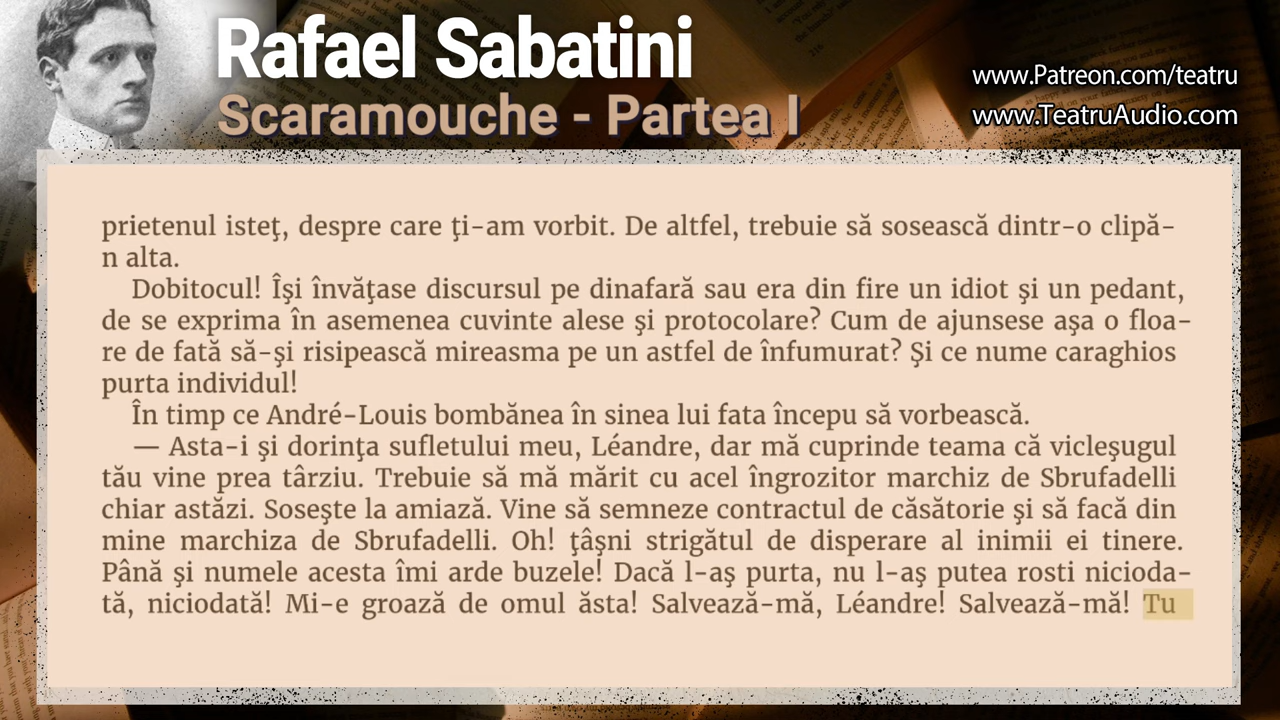 Rafael Sabatini
Scaramouche - Partea I
www.Patreon.com/teatru
www.TeatruAudio.com
prietenul isteţ, despre care ţi-am vorbit. De altfel, trebuie să sosească dintr-o clipă-
n alta.
Dobitocul! Îşi învăţase discursul pe dinafară sau era din fire un idiot şi un pedant,
de se exprima în asemenea cuvinte alese şi protocolare? Cum de ajunsese aşa o floa-
re de fată să-şi risipească mireasma pe un astfel de înfumurat? Şi ce nume caraghios
purta individul!
În timp ce André-Louis bombănea în sinea lui fata începu să vorbească.
— Asta-i şi dorinţa sufletului meu, Léandre, dar mă cuprinde teama că vicleşugul
tău vine prea târziu. Trebuie să mă mărit cu acel îngrozitor marchiz de Sbrufadelli
chiar astăzi. Soseşte la amiază. Vine să semneze contractul de căsătorie şi să facă din
mine marchiza de Sbrufadelli. Oh! ţâşni strigătul de disperare al inimii ei tinere.
Până şi numele acesta îmi arde buzele! Dacă l-aş purta, nu l-aş putea rosti nicioda-
tă, niciodată! Mi-e groază de omul ăsta! Salvează-mă, Léandre! Salvează-mă! Tu